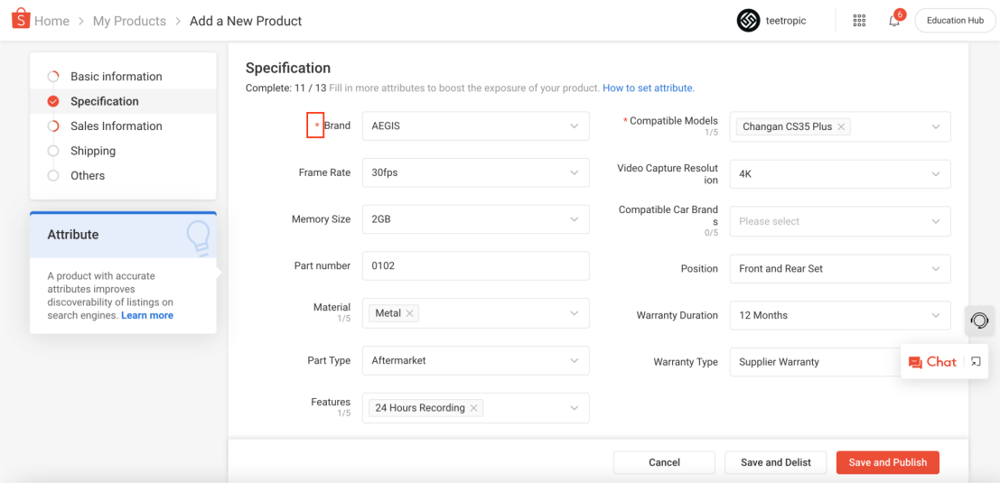 S Home > My Products > Add a New Product
teetropic
6
Education Hub
Basic information
Specification
Sales Information
Shipping
Others
Attribute
A product with accurate
attributes improves
discoverability of listings on
search engines. Learn more
Specification
Complete: 11 / 13 Fill in more attributes to boost the exposure of your product. How to set attribute.
* Brand AEGIS
* Compatible Models
1/5
Changan CS35 Plus ×
Frame Rate 30fps
Video Capture Resolut
ion
4K
Memory Size 2GB
Compatible Car Brand
s
0/5
Please select
Part number 0102
Position Front and Rear Set
Material
1/5
Metal ×
Warranty Duration 12 Months
Part Type Aftermarket
Warranty Type Supplier Warranty
Features
1/5
24 Hours Recording ×
Chat
Cancel
Save and Delist
Save and Publish